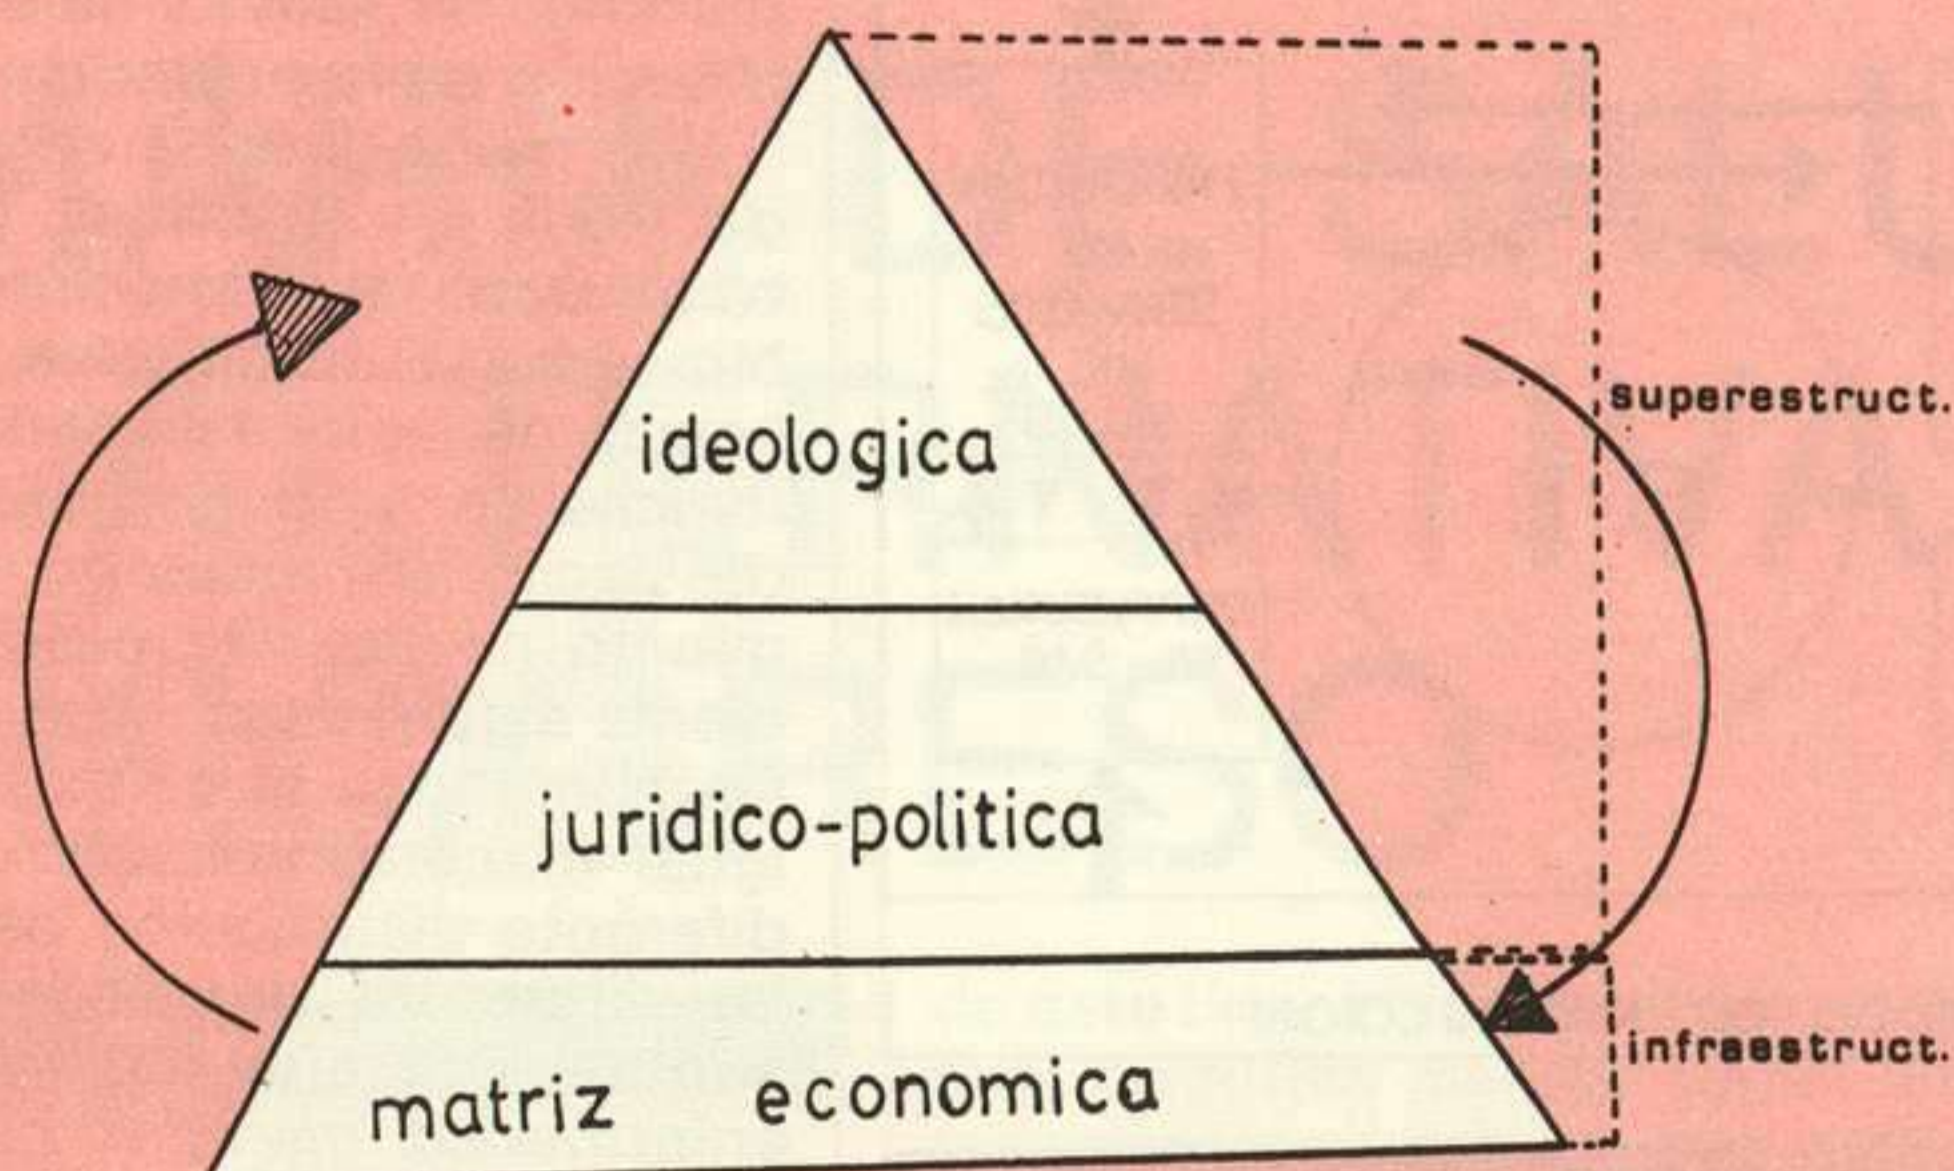 superestruct.
ideologica
juridico-politica
infraestruct.
matriz economica